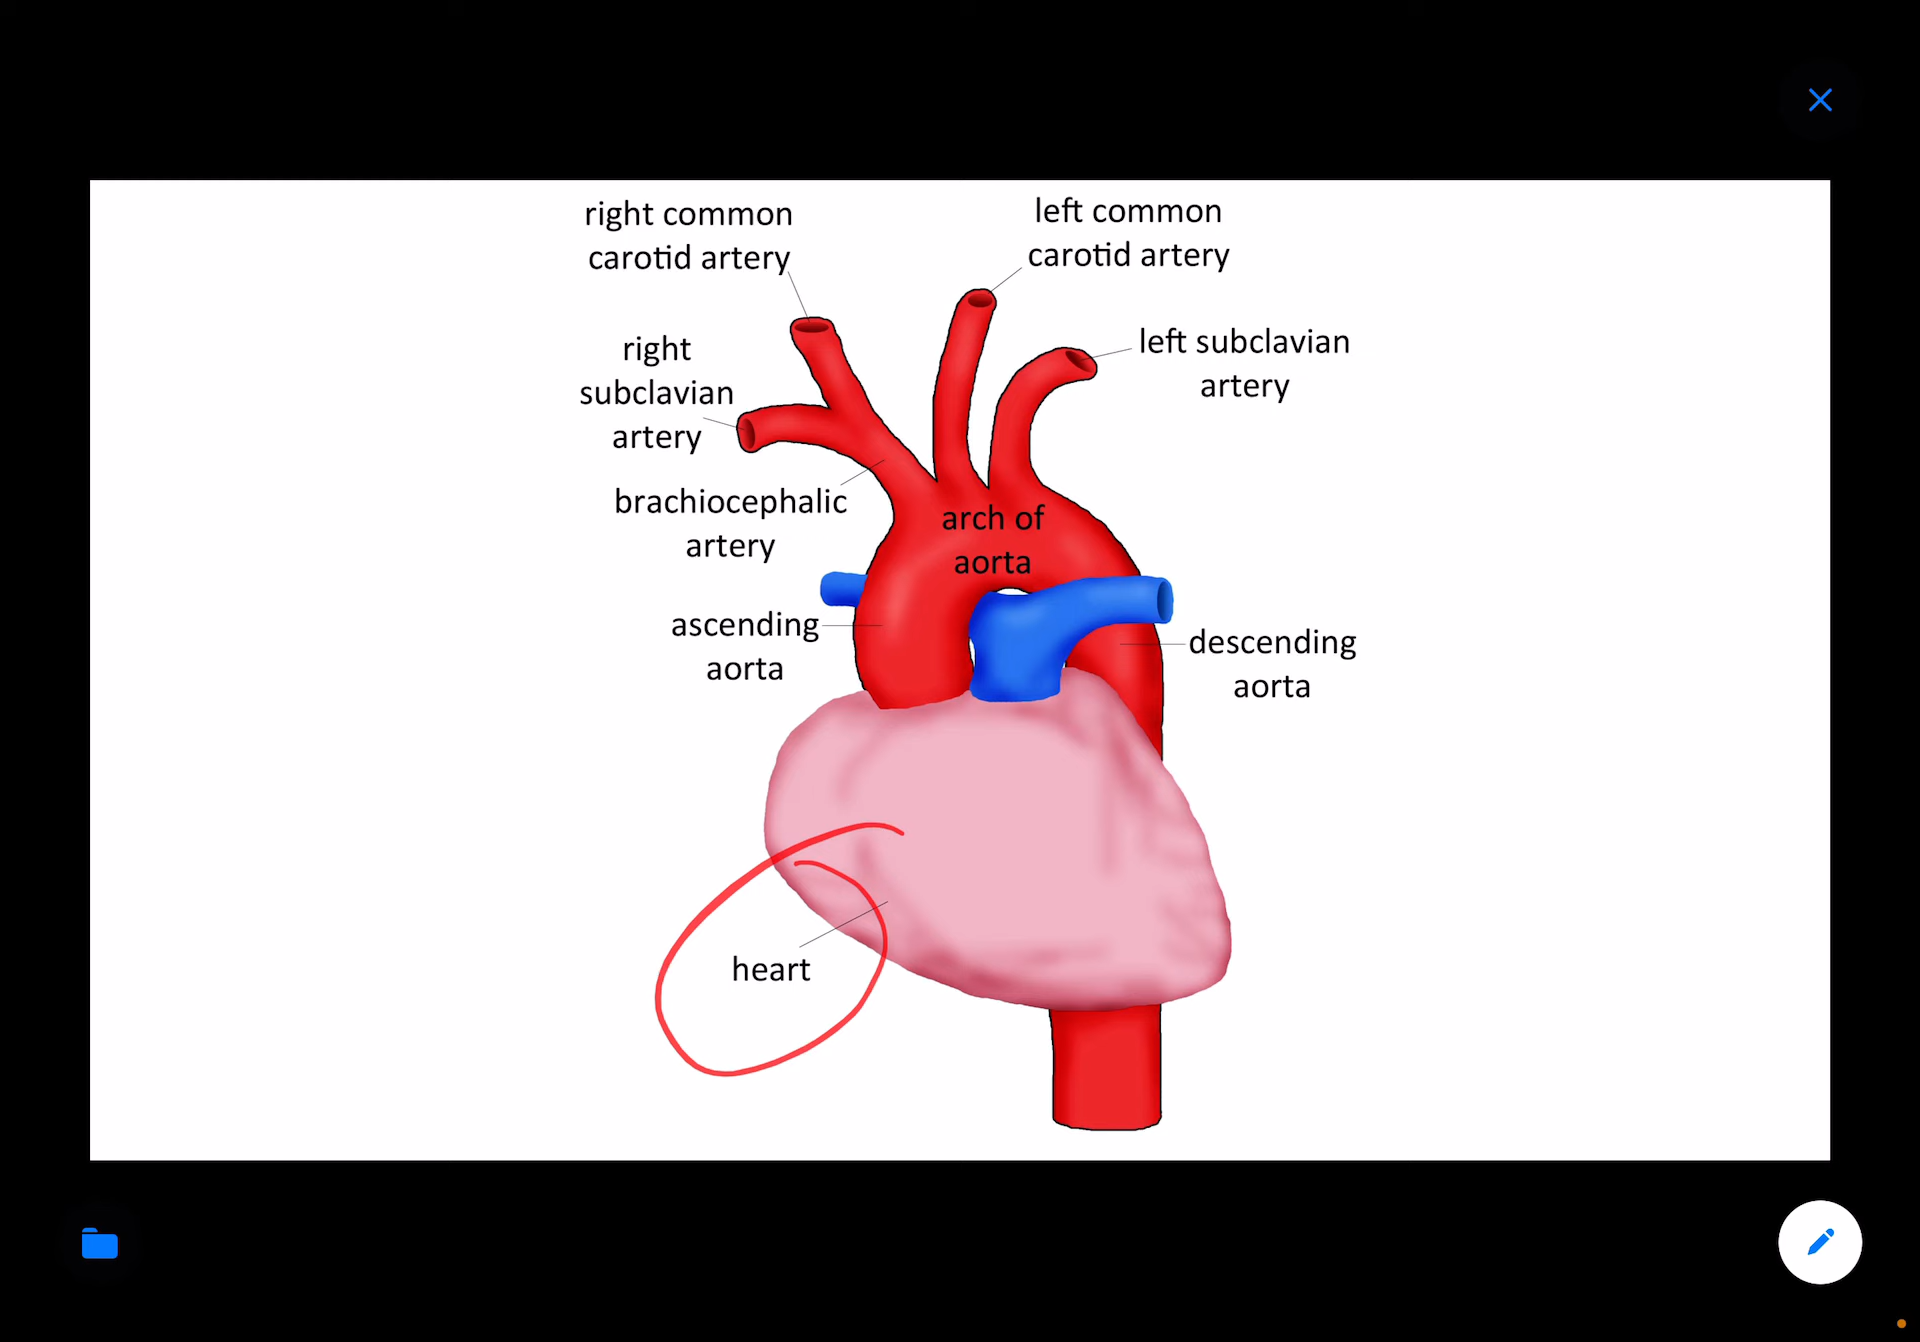 right common
carotid artery
left common
carotid artery
right
subclavian
artery
left subclavian
artery
brachiocephalic
artery
arch of
aorta
ascending
aorta
descending
aorta
heart